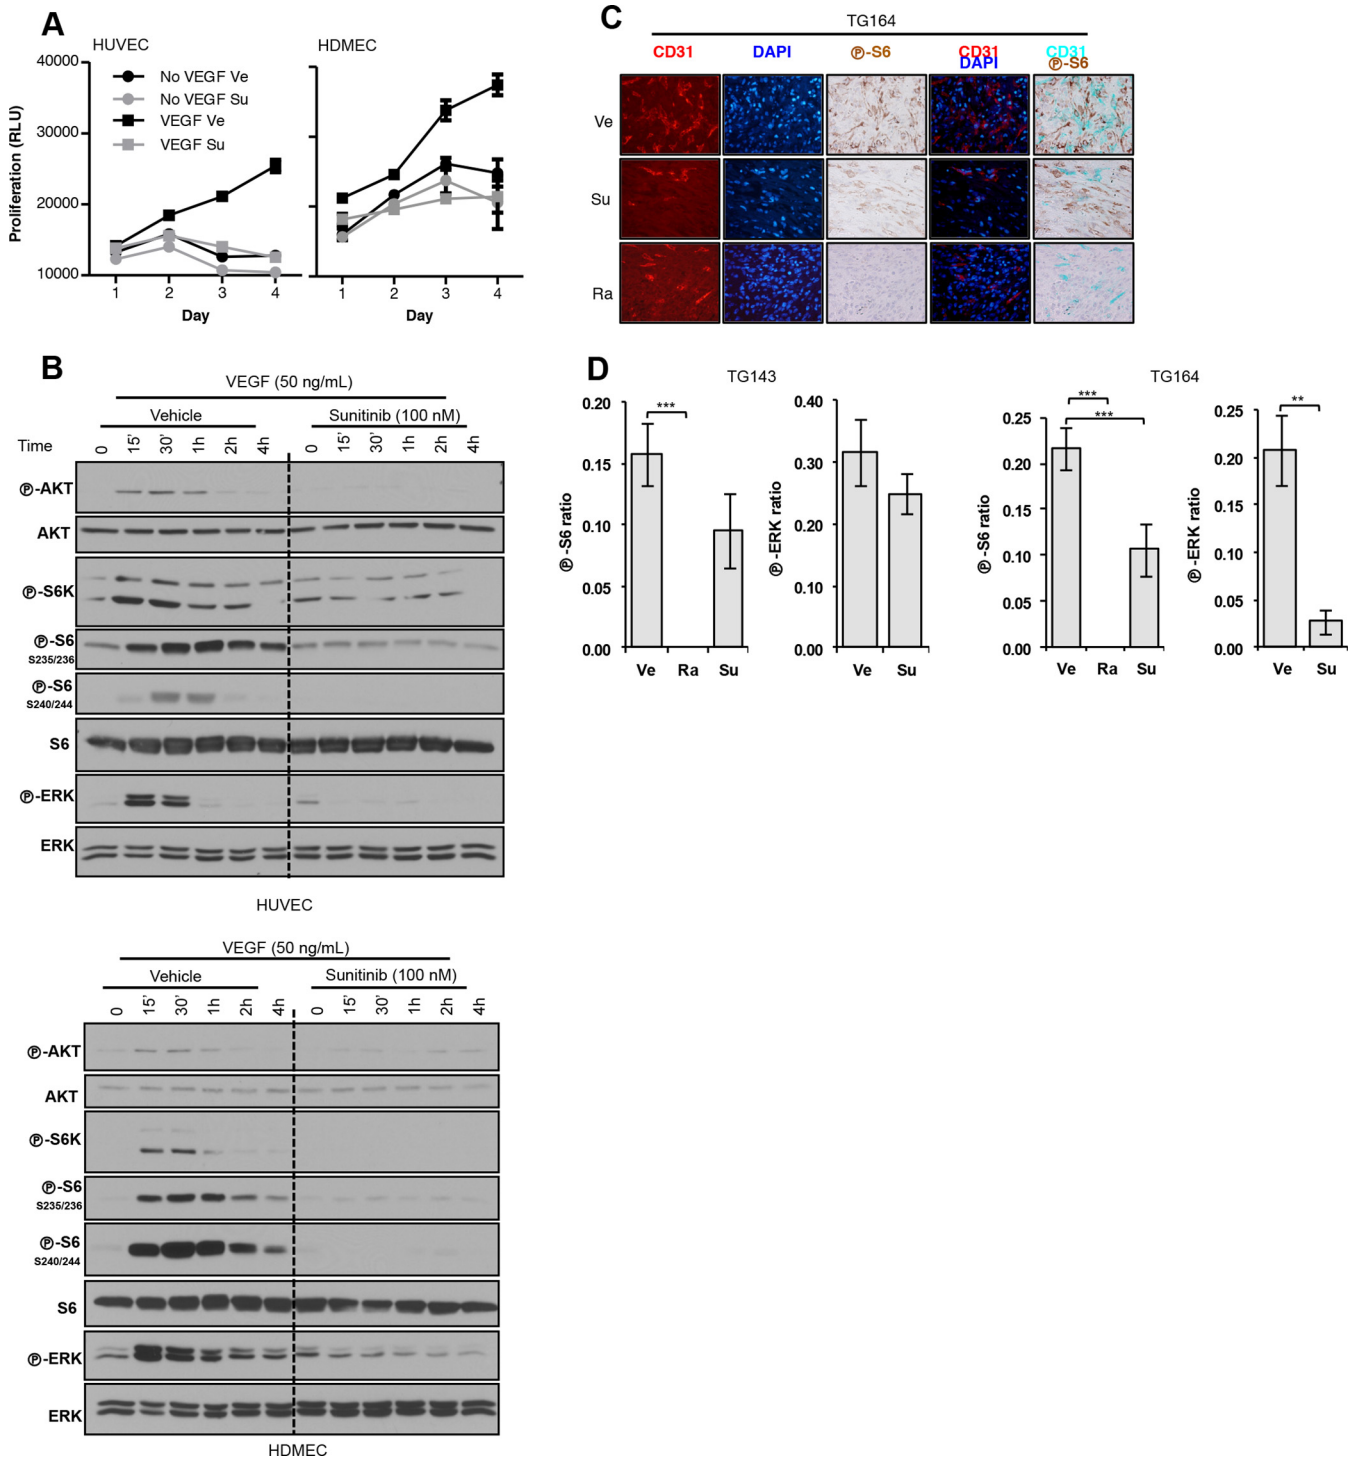 A
HUVEC
HDMEC
Proliferation (RLU)
40000
30000
20000
10000
No VEGF Ve
No VEGF Su
VEGF Ve
VEGF Su
1 2 3 4
Day
1 2 3 4
Day
B
VEGF (50 ng/mL)
Vehicle Sunitinib (100 nM)
Time 0 15' 30' 1h 2h 4h 0 15' 30' 1h 2h 4h
Ⓟ-AKT
AKT
Ⓟ-S6K
Ⓟ-S6
S235/236
Ⓟ-S6
S240/244
S6
Ⓟ-ERK
ERK
HUVEC
VEGF (50 ng/mL)
Vehicle Sunitinib (100 nM)
0 15' 30' 1h 2h 4h 0 15' 30' 1h 2h 4h
Ⓟ-AKT
AKT
Ⓟ-S6K
Ⓟ-S6
S235/236
Ⓟ-S6
S240/244
S6
Ⓟ-ERK
ERK
HDMEC
C
TG164
CD31 DAPI Ⓟ-S6 CD31 DAPI CD31 Ⓟ-S6
Ve
Su
Ra
D
TG143
Ⓟ-S6 ratio
0.20
0.15
0.10
0.05
0.00
***
Ve Ra Su
Ⓟ-ERK ratio
0.40
0.30
0.20
0.10
0.00
Ve Su
TG164
Ⓟ-S6 ratio
0.25
0.20
0.15
0.10
0.05
0.00
***
***
Ve Ra Su
Ⓟ-ERK ratio
0.25
0.20
0.15
0.10
0.05
0.00
**
Ve Su